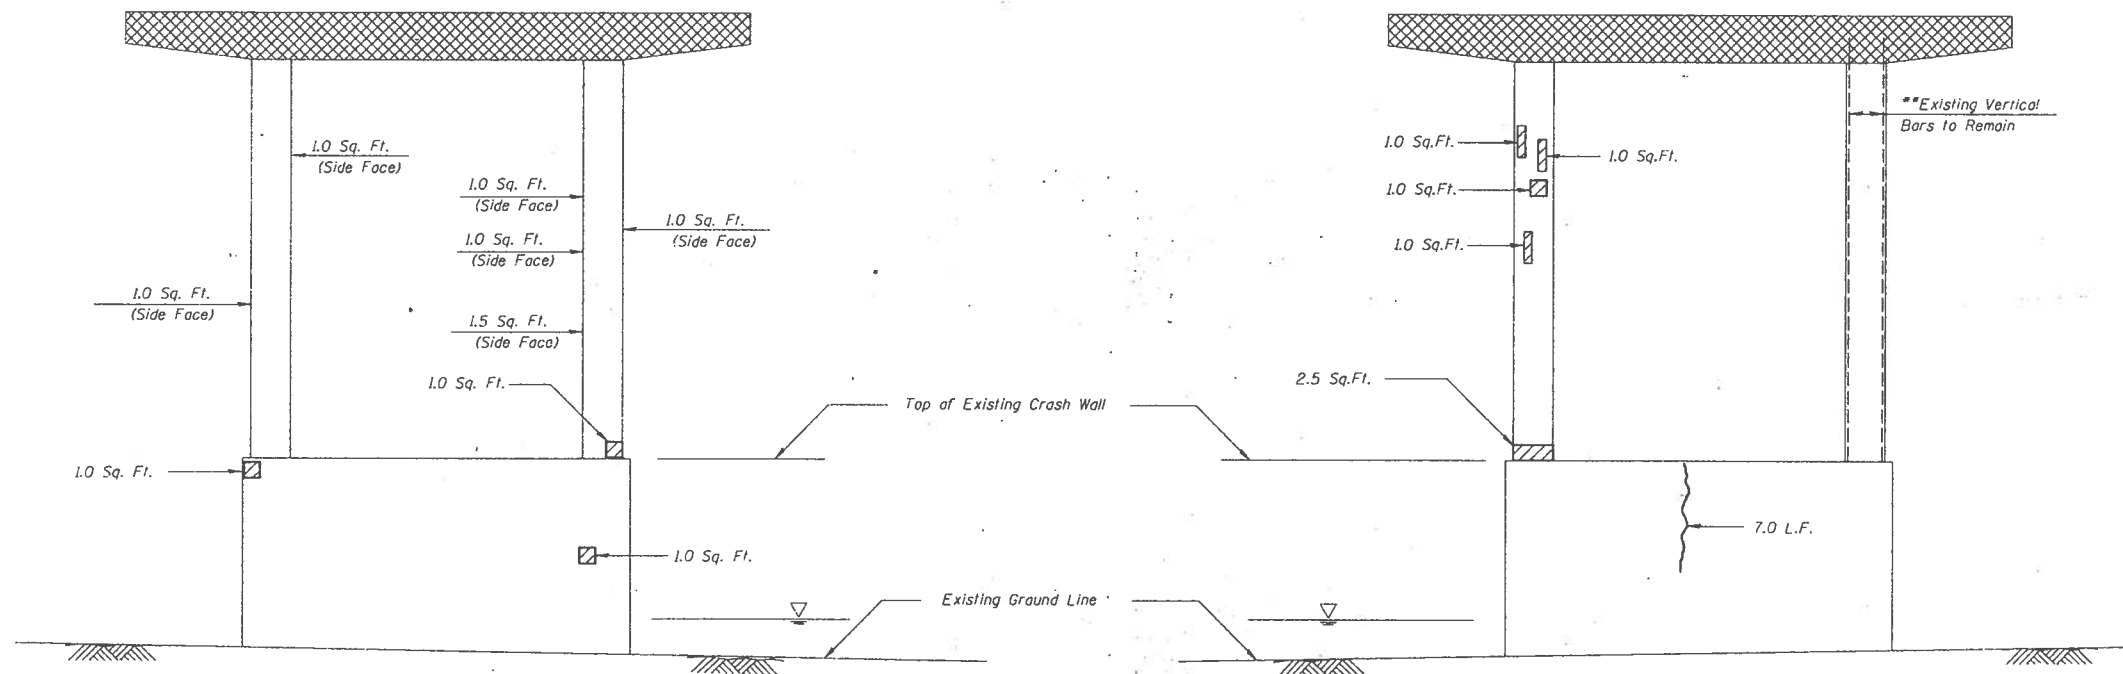 1.0 Sq. Ft.
(Side Face)
1.0 Sq. Ft.
(Side Face)
1.0 Sq. Ft.
(Side Face)
1.0 Sq. Ft.
(Side Face)
1.0 Sq. Ft.
(Side Face)
1.5 Sq. Ft.
(Side Face)
1.0 Sq. Ft.
1.0 Sq. Ft.
1.0 Sq. Ft.
Top of Existing Crash Wall
Existing Ground Line
1.0 Sq.Ft.
1.0 Sq.Ft.
1.0 Sq.Ft.
1.0 Sq.Ft.
2.5 Sq.Ft.
7.0 L.F.
**Existing Vertical
Bars to Remain